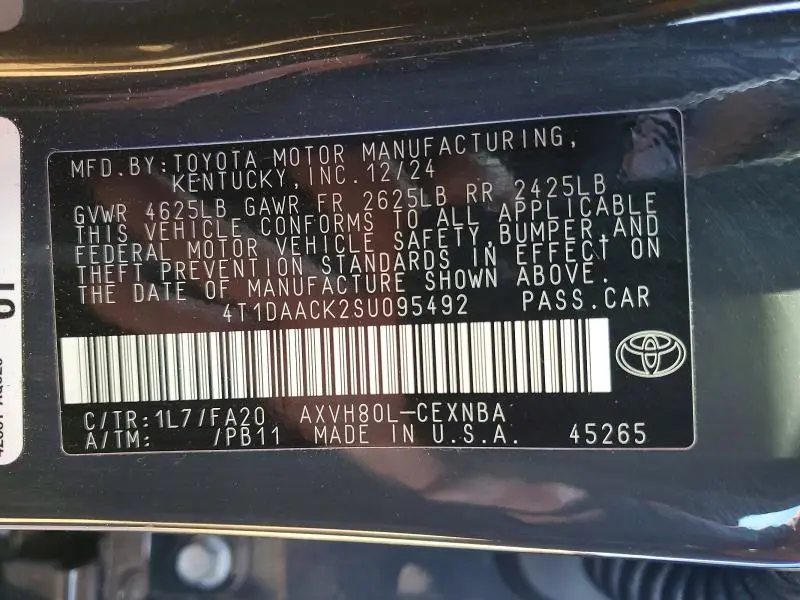 MFD.BY:TOYOTA MOTOR MANUFACTURING,
KENTUCKY, INC. 12/24
GVWR 4625LB GAWR FR 2625LB RR 2425LB
THIS VEHICLE CONFORMS TO ALL APPLICABLE
FEDERAL MOTOR VEHICLE SAFETY,BUMPER,AND
THEFT PREVENTION STANDARDS IN EFFECT ON
THE DATE OF MANUFACTURE SHOWN ABOVE.
4T1DAACK2SU095492 PASS.CAR
C/TR:1L7/FA20 AXVH80L-CEXNBA
A/TM: /PB11 MADE IN U.S.A. 45265